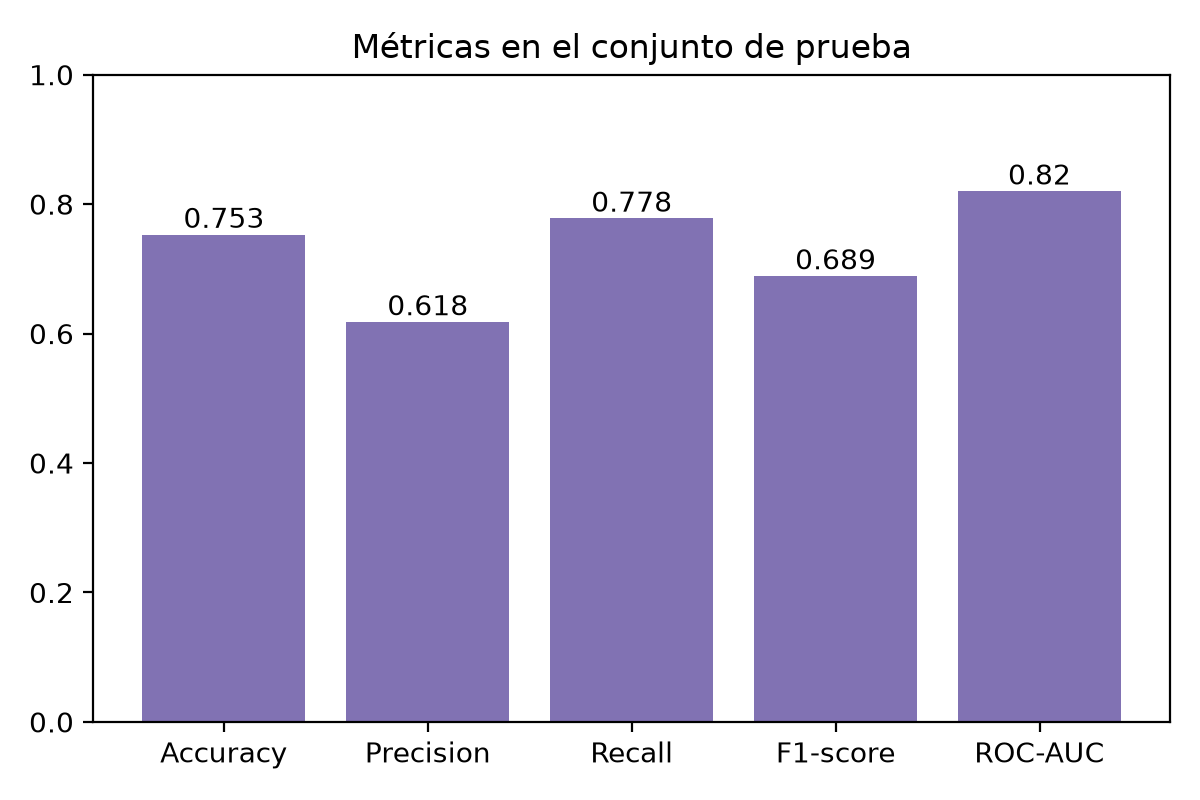 Métricas en el conjunto de prueba
1.0
0.8
0.6
0.4
0.2
0.0
0.753
0.618
0.778
0.689
0.82
Accuracy
Precision
Recall
F1-score
ROC-AUC